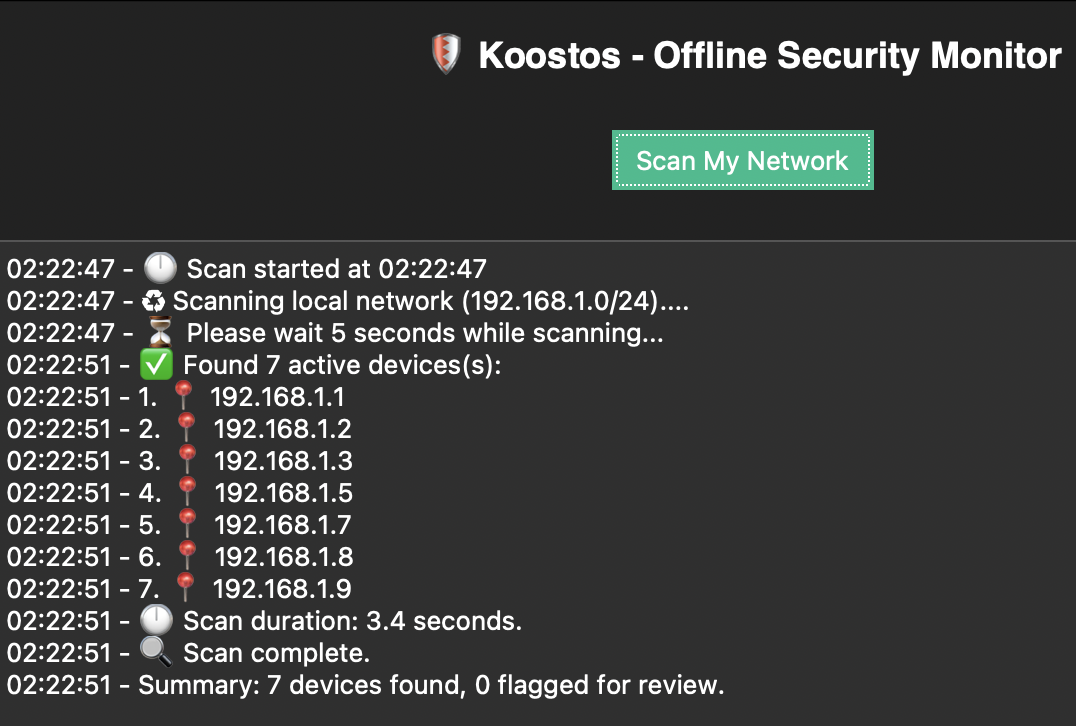 🛡️ Koostos - Offline Security Monitor
Scan My Network
02:22:47 - 🕛 Scan started at 02:22:47
02:22:47 - ♻ Scanning local network (192.168.1.0/24)....
02:22:47 - ⏳ Please wait 5 seconds while scanning...
02:22:51 - ✅ Found 7 active devices(s):
02:22:51 - 1. 📍 192.168.1.1
02:22:51 - 2. 📍 192.168.1.2
02:22:51 - 3. 📍 192.168.1.3
02:22:51 - 4. 📍 192.168.1.5
02:22:51 - 5. 📍 192.168.1.7
02:22:51 - 6. 📍 192.168.1.8
02:22:51 - 7. 📍 192.168.1.9
02:22:51 - 🕛 Scan duration: 3.4 seconds.
02:22:51 - 🔍 Scan complete.
02:22:51 - Summary: 7 devices found, 0 flagged for review.